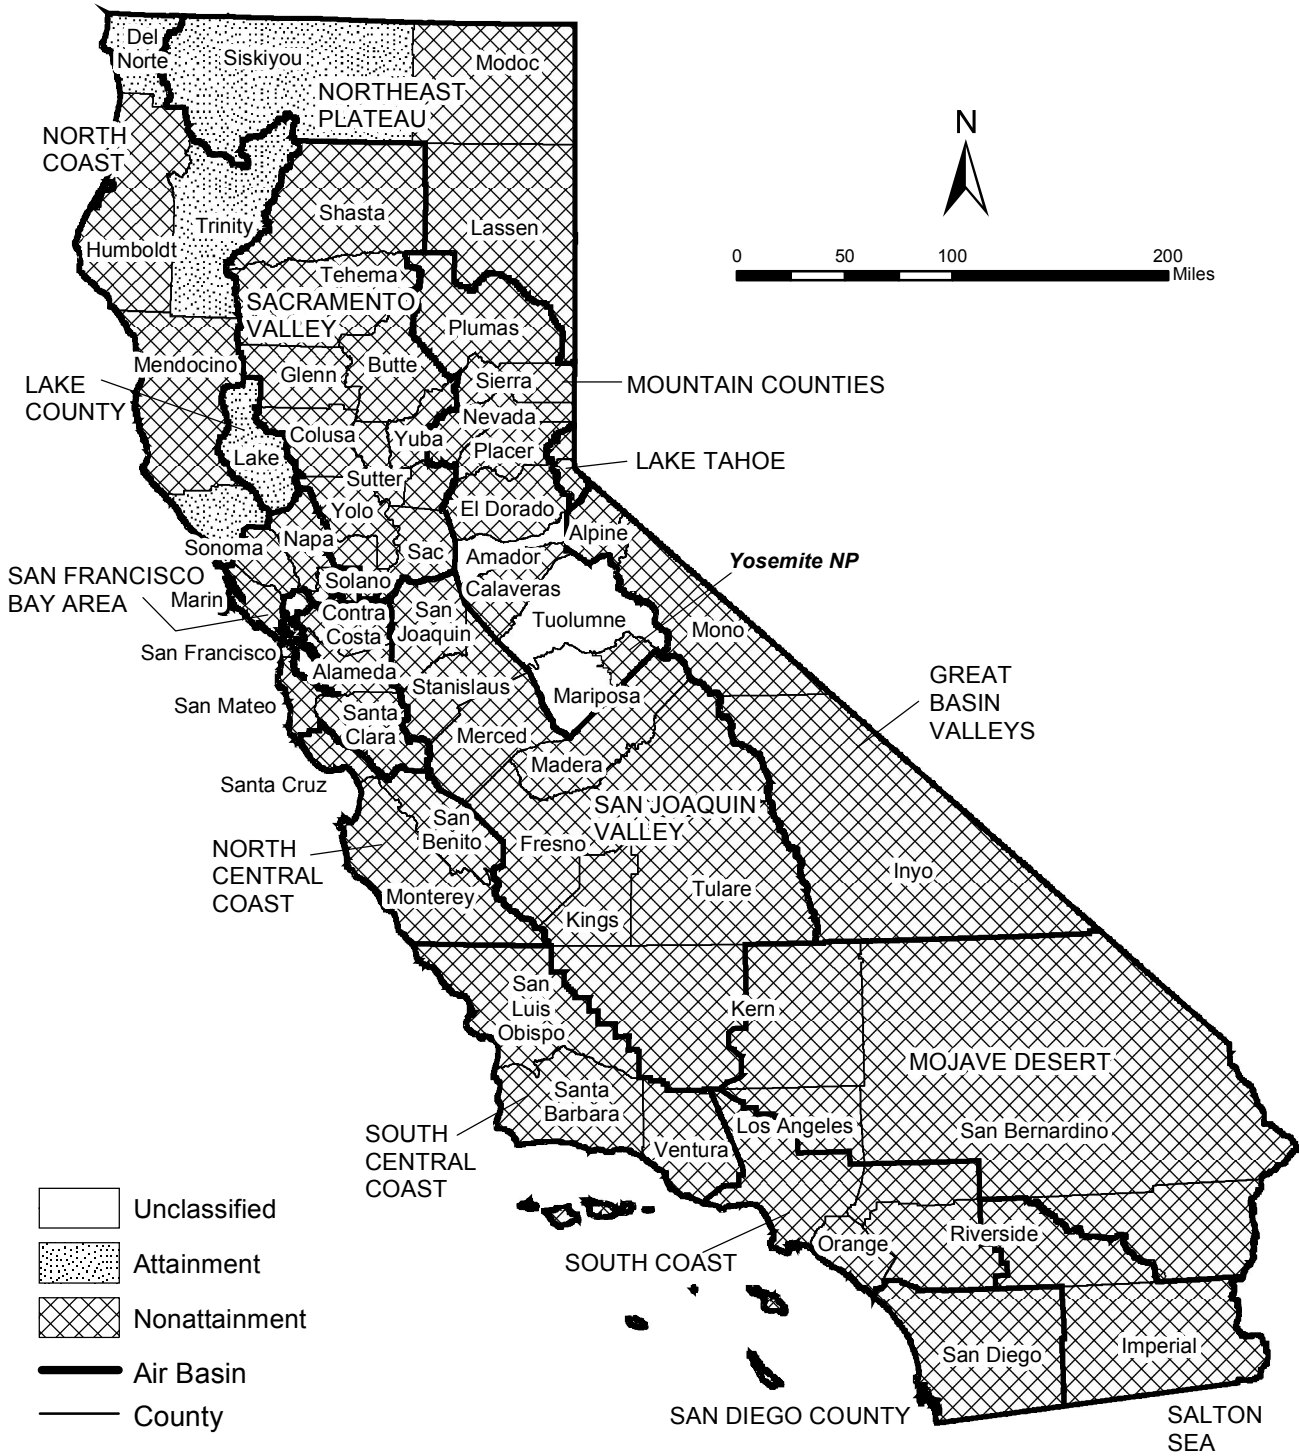 Del
Norte
Siskiyou
Modoc
NORTHEAST
PLATEAU
NORTH
COAST
N
Trinity
Shasta
Humboldt
Lassen
0 50 100 200
Miles
Tehema
SACRAMENTO
VALLEY
Plumas
Mendocino
Glenn
Butte
Sierra
MOUNTAIN COUNTIES
LAKE
COUNTY
Nevada
Colusa
Yuba
Placer
Lake
LAKE TAHOE
Sutter
Yolo
El Dorado
Napa
Alpine
Sonoma
Sac
Amador
Yosemite NP
SAN FRANCISCO
BAY AREA
Solano
Calaveras
Marin
Contra
Costa
San
Joaquin
Tuolumne
Mono
San Francisco
Alameda
Stanislaus
Mariposa
GREAT
BASIN
VALLEYS
San Mateo
Santa
Clara
Merced
Madera
Santa Cruz
SAN JOAQUIN
VALLEY
San
Benito
Fresno
NORTH
CENTRAL
COAST
Inyo
Monterey
Tulare
Kings
San
Luis
Obispo
Kern
MOJAVE DESERT
Santa
Barbara
Los Angeles
San Bernardino
SOUTH
CENTRAL
COAST
Ventura
Unclassified
Riverside
Orange
SOUTH COAST
Attainment
Nonattainment
San Diego
Imperial
Air Basin
County
SAN DIEGO COUNTY
SALTON
SEA